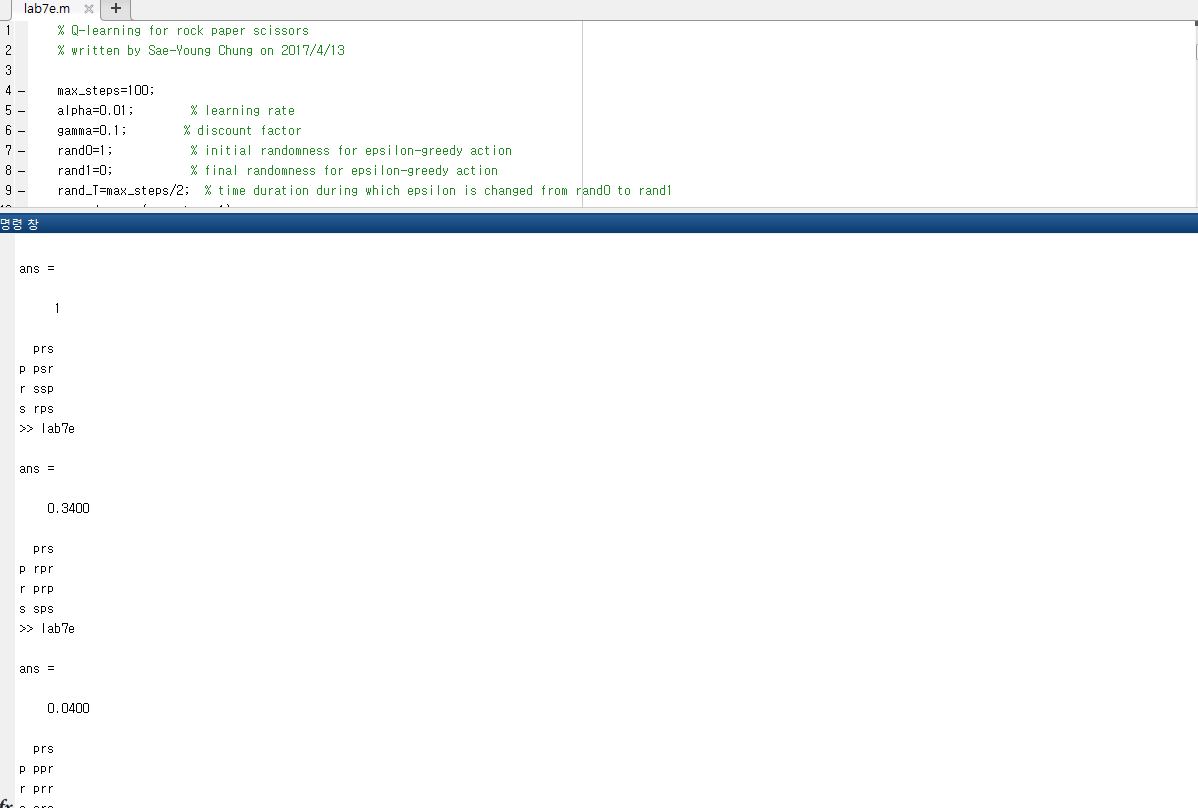 lab7e.m
1 % Q-learning for rock paper scissors
2 % written by Sae-Young Chung on 2017/4/13
3
4 – max_steps=100;
5 – alpha=0.01; % learning rate
6 – gamma=0.1; % discount factor
7 – rand0=1; % initial randomness for epsilon-greedy action
8 – rand1=0; % final randomness for epsilon-greedy action
9 – rand_T=max_steps/2; % time duration during which epsilon is changed from rand0 to rand1
명령 창
ans =
1
prs
p psr
r ssp
s rps
>> lab7e
ans =
0.3400
prs
p rpr
r prp
s sps
>> lab7e
ans =
0.0400
prs
p ppr
r prr
fx